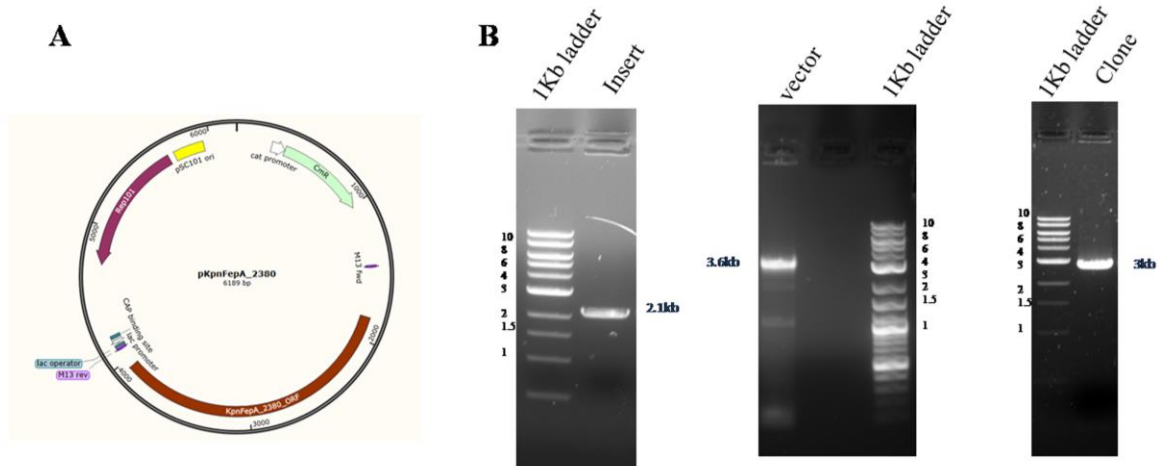 A
B
1Kb ladder
Insert
vector
1Kb ladder
1Kb ladder
Clone
6000
pSC101 ori
cat promoter
CmR
1000
Rep101
5000
M13 fwd
pKpnFepA_2380
6189 bp
CAP binding site
lac promoter
lac operator
M13 rev
4000
2000
KpnFepA_2380_ORF
3000
10
8
6
4
3
2
1.5
1
2.1kb
3.6kb
10
8
6
4
3
2
1.5
1
10
8
6
4
3
2
1.5
1
3kb